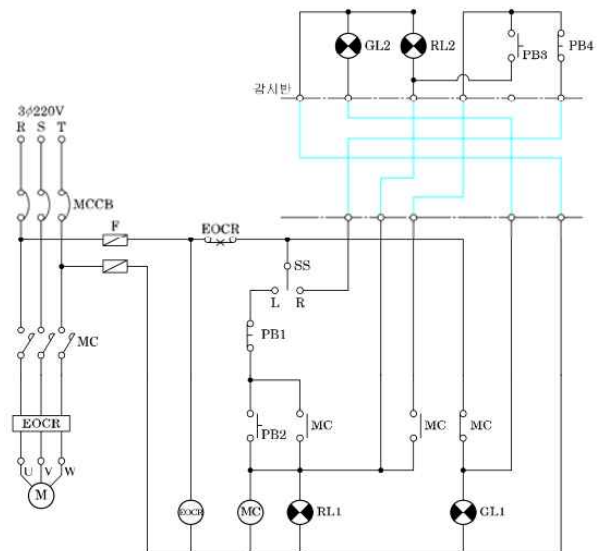 GL2
RL2
PB3
PB4
감시반
3ø220V
R S T
MCCB
F
EOCR
SS
L R
PB1
MC
PB2
MC
MC
MC
EOCR
U V W
M
EOCR
MC
RL1
GL1